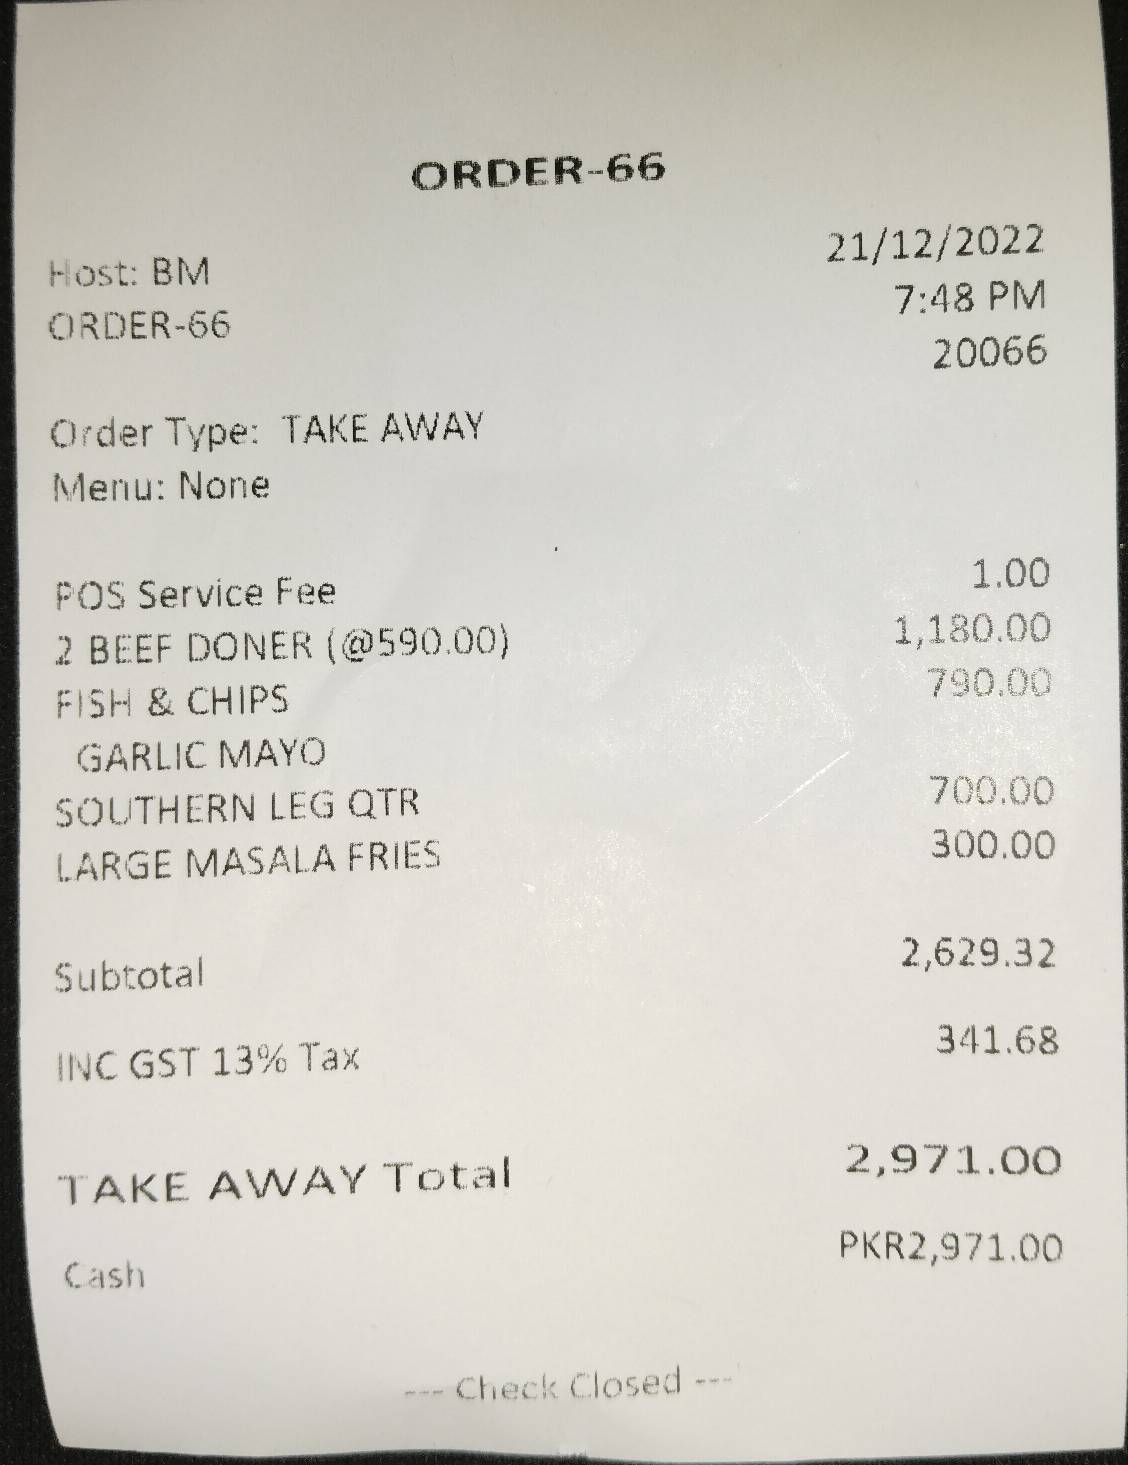 ORDER-66
Host: BM 21/12/2022
ORDER-66 7:48 PM
20066
Order Type: TAKE AWAY
Menu: None
POS Service Fee 1.00
2 BEEF DONER (@590.00) 1,180.00
FISH & CHIPS 790.00
GARLIC MAYO
SOUTHERN LEG QTR 700.00
LARGE MASALA FRIES 300.00
Subtotal 2,629.32
INC GST 13% Tax 341.68
TAKE AWAY Total 2,971.00
Cash PKR2,971.00
--- Check Closed ---